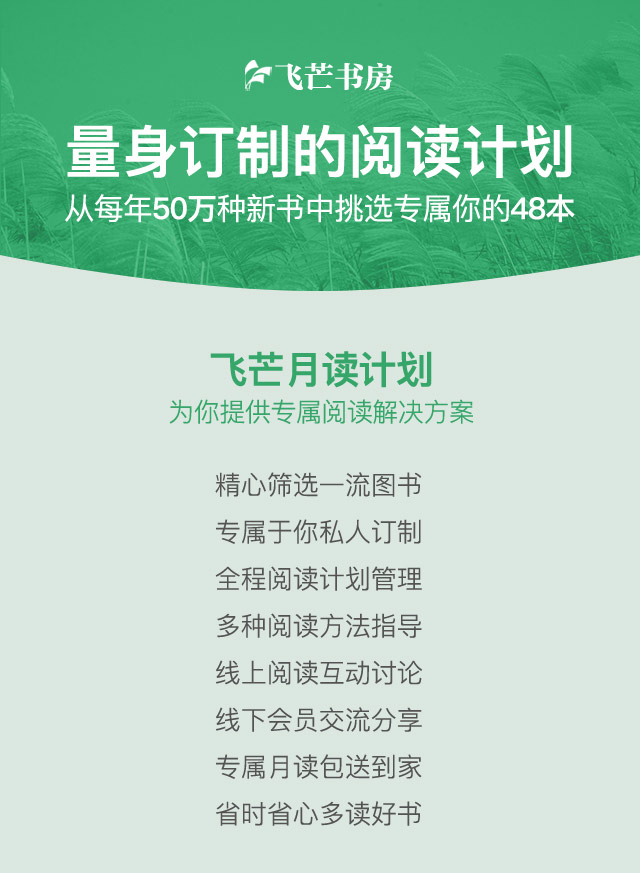 飞芒书房
量身订制的阅读计划
从每年50万种新书中挑选专属你的48本
飞芒月读计划
为你提供专属阅读解决方案
精心筛选一流图书
专属于你私人订制
全程阅读计划管理
多种阅读方法指导
线上阅读互动讨论
线下会员交流分享
专属月读包送到家
省时省心多读好书